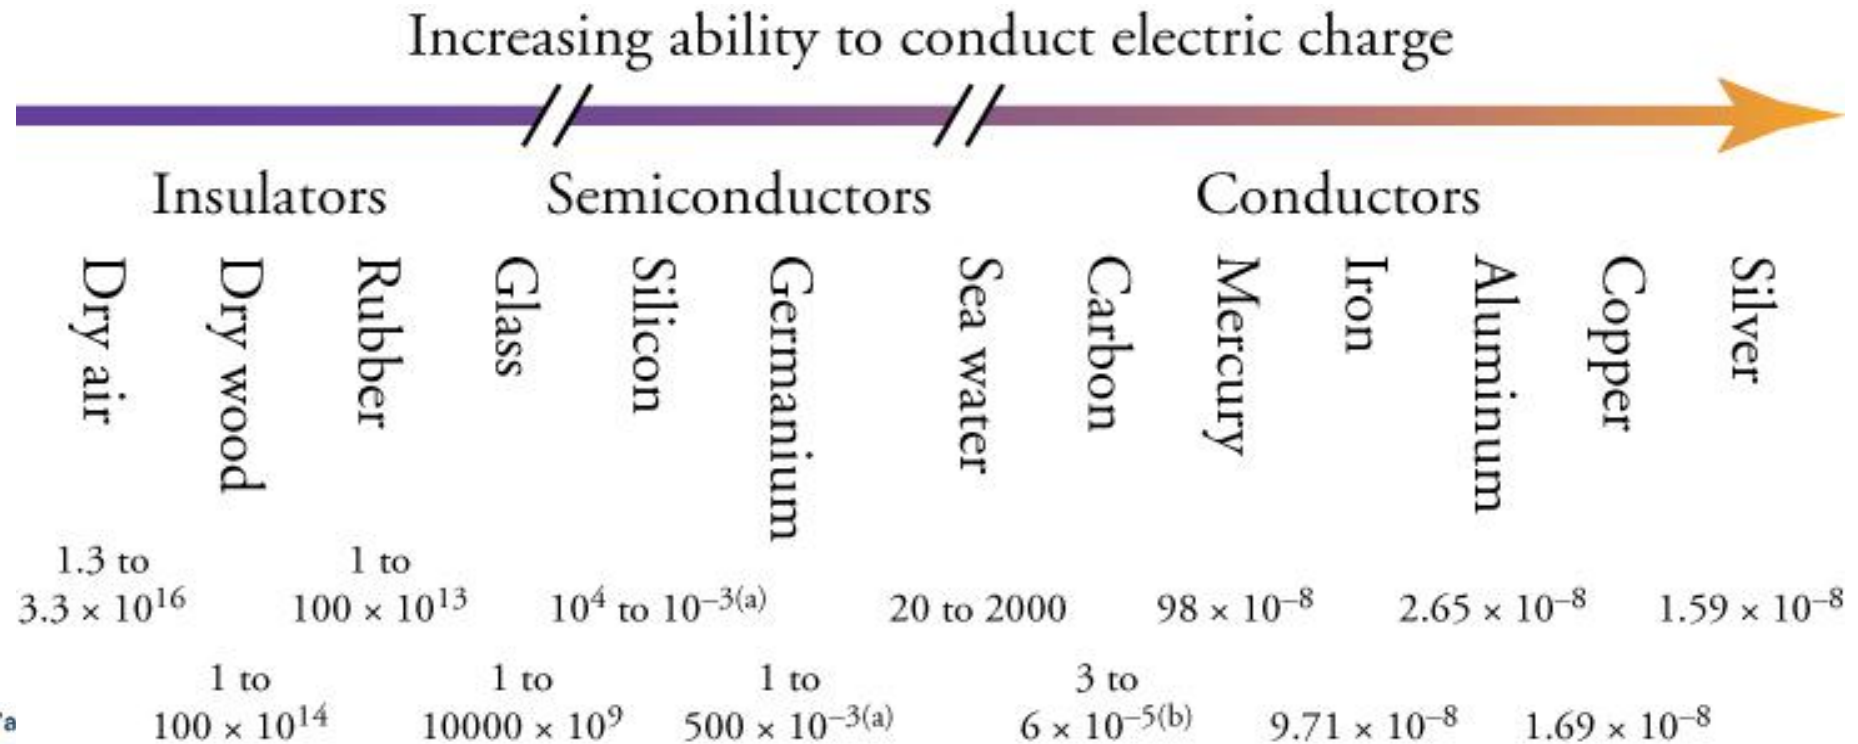 Increasing ability to conduct electric charge
Insulators
Semiconductors
Conductors
Dry air
Dry wood
Rubber
Glass
Silicon
Germanium
Sea water
Carbon
Mercury
Iron
Aluminum
Copper
Silver
1.3 to
3.3 × 10¹⁶
1 to
100 × 10¹³
10⁴ to 10⁻³⁽ᵃ⁾
20 to 2000
98 × 10⁻⁸
2.65 × 10⁻⁸
1.59 × 10⁻⁸
1 to
100 × 10¹⁴
1 to
10000 × 10⁹
1 to
500 × 10⁻³⁽ᵃ⁾
3 to
6 × 10⁻⁵⁽ᵇ⁾
9.71 × 10⁻⁸
1.69 × 10⁻⁸